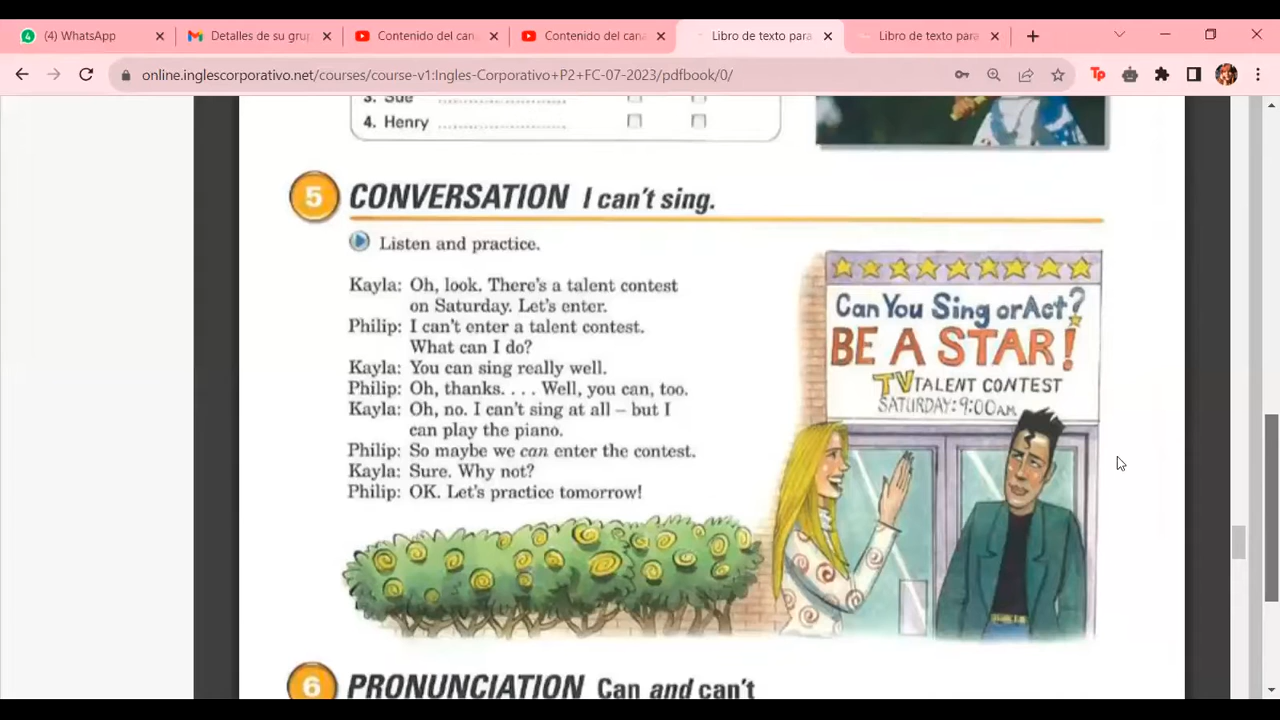 (4) WhatsApp
Detalles de su gru
Contenido del can
Contenido del cana
Libro de texto para
Libro de texto para
online.inglescorporativo.net/courses/course-v1:Ingles-Corporativo+P2+FC-07-2023/pdfbook/0/
3. Sue
4. Henry
5 CONVERSATION I can't sing.
Listen and practice.
Kayla: Oh, look. There's a talent contest
on Saturday. Let's enter.
Philip: I can't enter a talent contest.
What can I do?
Kayla: You can sing really well.
Philip: Oh, thanks. . . . Well, you can, too.
Kayla: Oh, no. I can't sing at all – but I
can play the piano.
Philip: So maybe we can enter the contest.
Kayla: Sure. Why not?
Philip: OK. Let's practice tomorrow!
Can You Sing or Act?
BE A STAR!
TV TALENT CONTEST
SATURDAY: 9:00 AM
6 PRONUNCIATION Can and can't